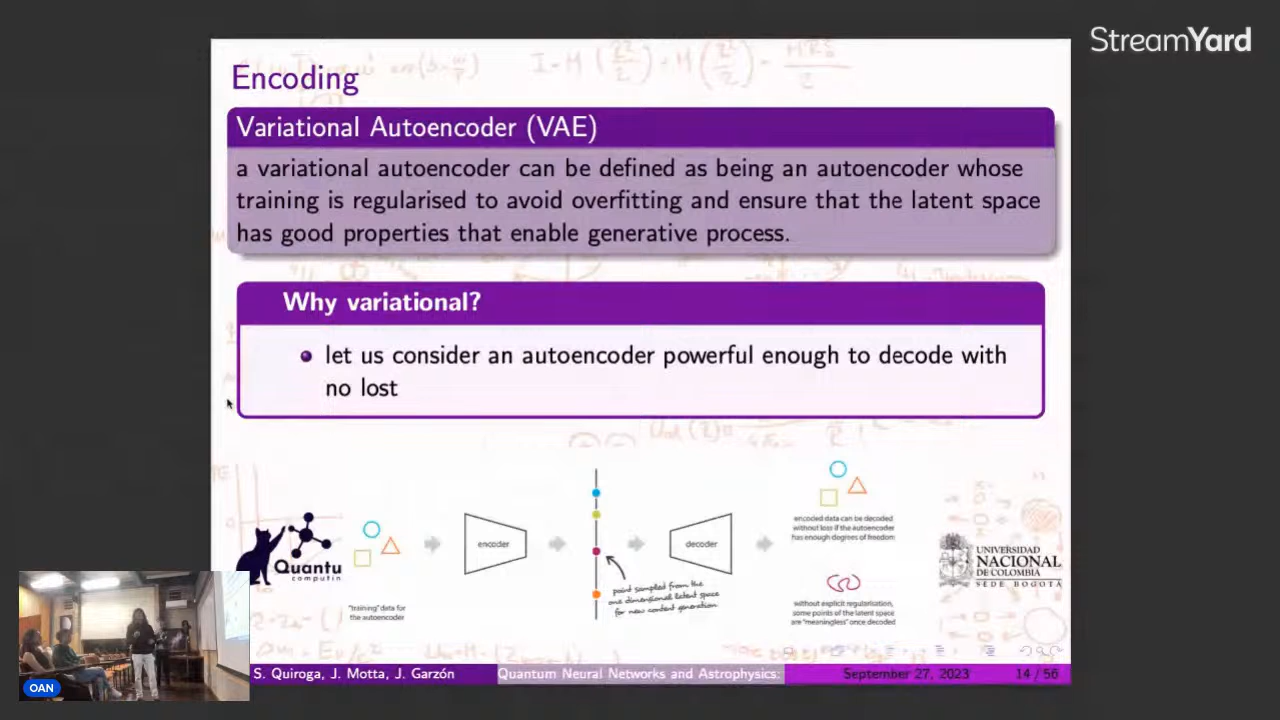 StreamYard
Encoding
Variational Autoencoder (VAE)
a variational autoencoder can be defined as being an autoencoder whose
training is regularised to avoid overfitting and ensure that the latent space
has good properties that enable generative process.
Why variational?
let us consider an autoencoder powerful enough to decode with
no lost
encoder
decoder
"training" data for
the autoencoder
point sampled from the
one dimensional latent space
for new content generation
encoded data can be decoded
without loss if the autoencoder
has enough degrees of freedom
without explicit regularisation,
some points of the latent space
are "meaningless" once decoded
Quantu
computin
UNIVERSIDAD
NACIONAL
DE COLOMBIA
SEDE BOGOTÁ
OAN
S. Quiroga, J. Motta, J. Garzón
Quantum Neural Networks and Astrophysics:
September 27, 2023
14 / 56